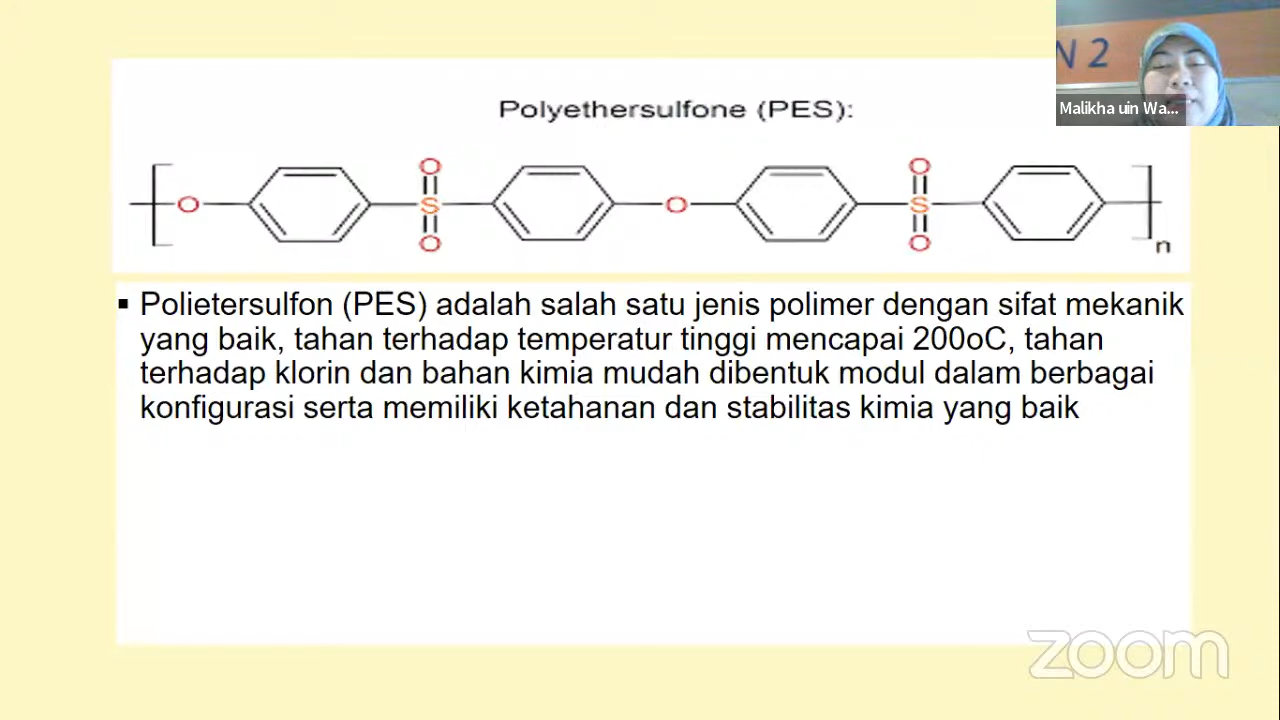 N 2
Malikha uin Wa...
Polyethersulfone (PES):
O S O O O S O O n
▪ Polietersulfon (PES) adalah salah satu jenis polimer dengan sifat mekanik
yang baik, tahan terhadap temperatur tinggi mencapai 200oC, tahan
terhadap klorin dan bahan kimia mudah dibentuk modul dalam berbagai
konfigurasi serta memiliki ketahanan dan stabilitas kimia yang baik
zoom